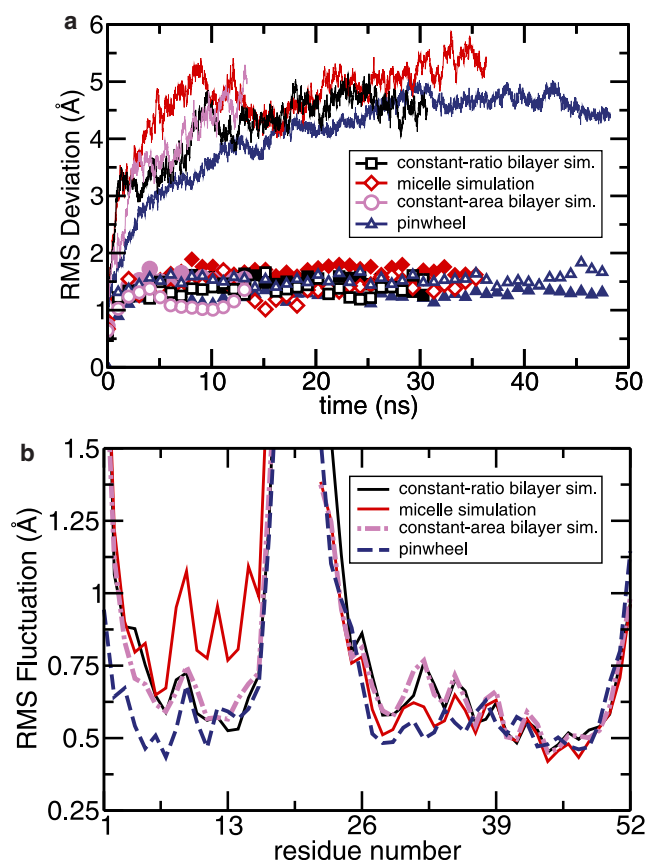 a
6
5
4
3
2
1
0
RMS Deviation (Å)
constant-ratio bilayer sim.
micelle simulation
constant-area bilayer sim.
pinwheel
0
10
20
30
40
50
time (ns)
b
1.5
1.25
1
0.75
0.5
0.25
RMS Fluctuation (Å)
constant-ratio bilayer sim.
micelle simulation
constant-area bilayer sim.
pinwheel
1
13
26
39
52
residue number